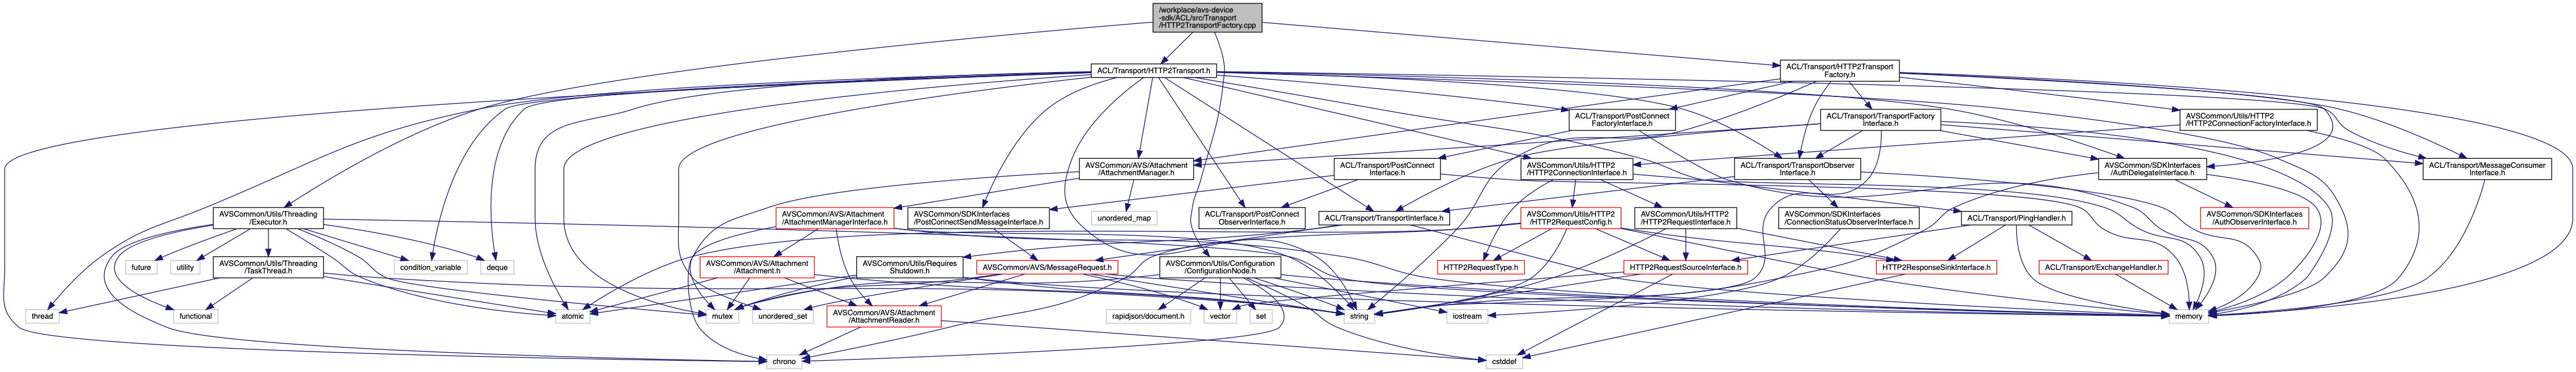 /workplace/avs-device
-sdk/ACL/src/Transport
/HTTP2TransportFactory.cpp
ACL/Transport/HTTP2Transport.h
ACL/Transport/HTTP2Transport
Factory.h
ACL/Transport/PostConnect
FactoryInterface.h
ACL/Transport/TransportFactory
Interface.h
AVSCommon/Utils/HTTP2
/HTTP2ConnectionFactoryInterface.h
AVSCommon/AVS/Attachment
/AttachmentManager.h
ACL/Transport/PostConnect
Interface.h
AVSCommon/Utils/HTTP2
/HTTP2ConnectionInterface.h
ACL/Transport/TransportObserver
Interface.h
AVSCommon/SDKInterfaces
/AuthDelegateInterface.h
ACL/Transport/MessageConsumer
Interface.h
AVSCommon/Utils/Threading
/Executor.h
AVSCommon/AVS/Attachment
/AttachmentManagerInterface.h
AVSCommon/SDKInterfaces
/PostConnectSendMessageInterface.h
unordered_map
ACL/Transport/PostConnect
ObserverInterface.h
ACL/Transport/TransportInterface.h
AVSCommon/Utils/HTTP2
/HTTP2RequestConfig.h
AVSCommon/Utils/HTTP2
/HTTP2RequestInterface.h
AVSCommon/SDKInterfaces
/ConnectionStatusObserverInterface.h
ACL/Transport/PingHandler.h
AVSCommon/SDKInterfaces
/AuthObserverInterface.h
future
utility
AVSCommon/Utils/Threading
/TaskThread.h
condition_variable
deque
AVSCommon/AVS/Attachment
/Attachment.h
AVSCommon/Utils/Requires
Shutdown.h
AVSCommon/AVS/MessageRequest.h
AVSCommon/Utils/Configuration
/ConfigurationNode.h
HTTP2RequestType.h
HTTP2RequestSourceInterface.h
HTTP2ResponseSinkInterface.h
ACL/Transport/ExchangeHandler.h
thread
functional
atomic
mutex
unordered_set
AVSCommon/AVS/Attachment
/AttachmentReader.h
rapidjson/document.h
vector
set
string
iostream
memory
chrono
cstddef